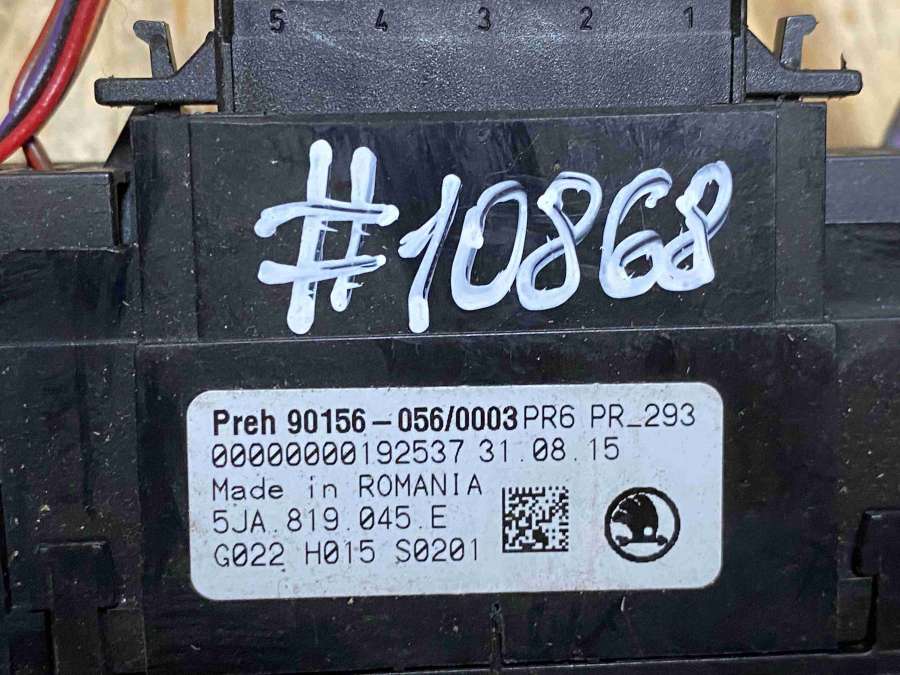 5 4 3 2 1
#10868
Preh 90156-056/0003 PR6 PR_293
00000000192537 31.08.15
Made in ROMANIA
5JA.819.045.E
G022 H015 S0201